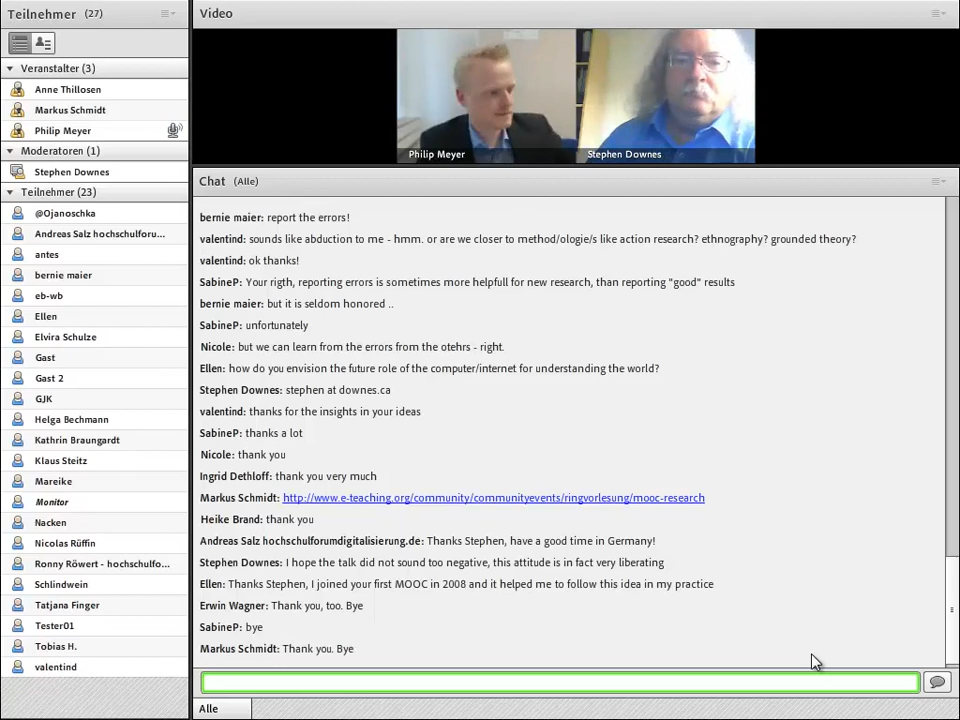 Teilnehmer (27)
Veranstalter (3)
Anne Thillosen
Markus Schmidt
Philip Meyer
Moderatoren (1)
Stephen Downes
Teilnehmer (23)
@Ojanoschka
Andreas Salz hochschulforu...
antes
bernie maier
eb-wb
Ellen
Elvira Schulze
Gast
Gast 2
GJK
Helga Bechmann
Kathrin Braungardt
Klaus Steitz
Mareike
Monitor
Nacken
Nicolas Rüffin
Ronny Röwert - hochschulfo...
Schlindwein
Tatjana Finger
Tester01
Tobias H.
valentind
Video
Philip Meyer
Stephen Downes
Chat (Alle)
bernie maier: report the errors!
valentind: sounds like abduction to me - hmm. or are we closer to method/ologie/s like action research? ethnography? grounded theory?
valentind: ok thanks!
SabineP: Your rigth, reporting errors is sometimes more helpfull for new research, than reporting "good" results
bernie maier: but it is seldom honored ..
SabineP: unfortunately
Nicole: but we can learn from the errors from the otehrs - right.
Ellen: how do you envision the future role of the computer/internet for understanding the world?
Stephen Downes: stephen at downes.ca
valentind: thanks for the insights in your ideas
SabineP: thanks a lot
Nicole: thank you
Ingrid Dethloff: thank you very much
Markus Schmidt: http://www.e-teaching.org/community/communityevents/ringvorlesung/mooc-research
Heike Brand: thank you
Andreas Salz hochschulforumdigitalisierung.de: Thanks Stephen, have a good time in Germany!
Stephen Downes: I hope the talk did not sound too negative, this attitude is in fact very liberating
Ellen: Thanks Stephen, I joined your first MOOC in 2008 and it helped me to follow this idea in my practice
Erwin Wagner: Thank you, too. Bye
SabineP: bye
Markus Schmidt: Thank you. Bye
Alle